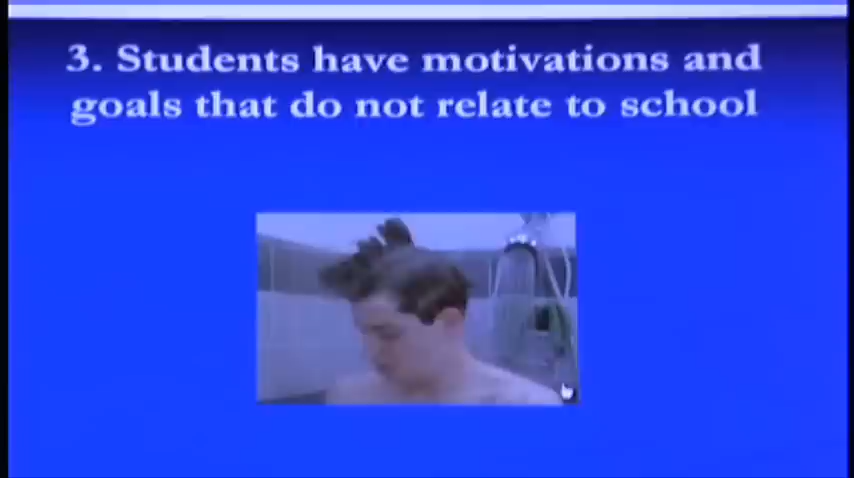 3. Students have motivations and
goals that do not relate to school